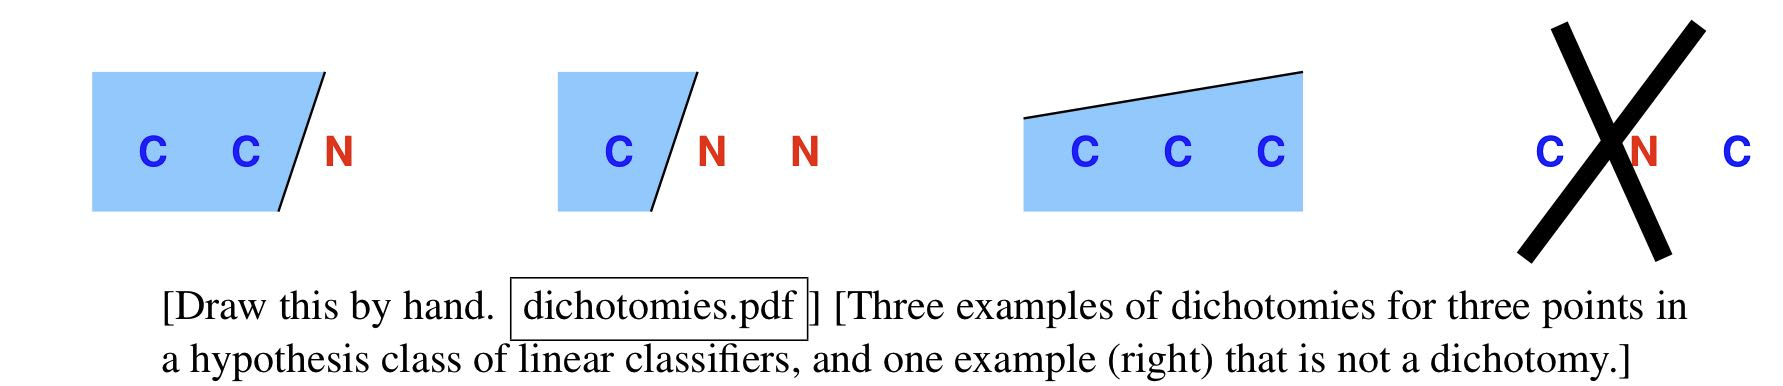 C C N C N N C C C C N C
[Draw this by hand. dichotomies.pdf ] [Three examples of dichotomies for three points in
a hypothesis class of linear classifiers, and one example (right) that is not a dichotomy.]